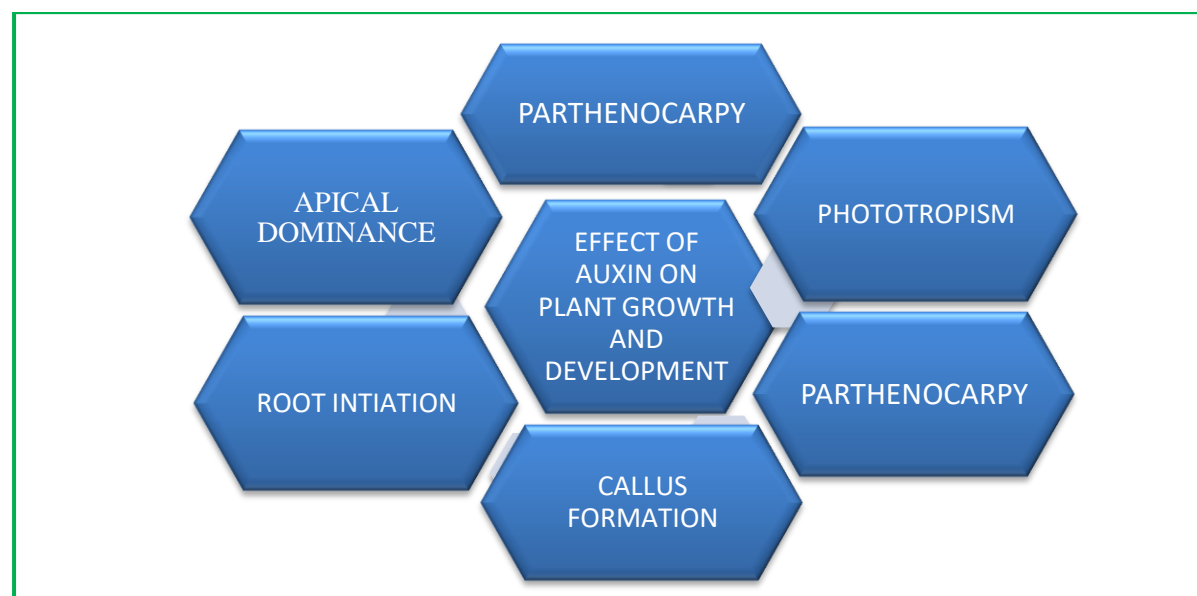 PARTHENOCARPY
APICAL
DOMINANCE
PHOTOTROPISM
EFFECT OF
AUXIN ON
PLANT GROWTH
AND
DEVELOPMENT
ROOT INTIATION
PARTHENOCARPY
CALLUS
FORMATION